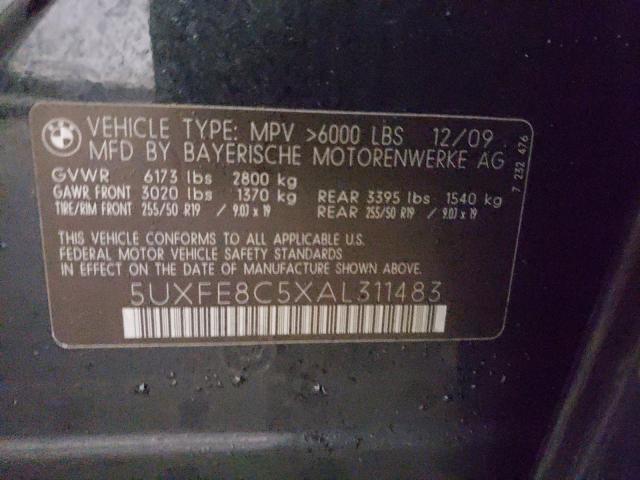 VEHICLE TYPE: MPV >6000 LBS 12/09
MFD BY BAYERISCHE MOTORENWERKE AG
GVWR 6173 lbs 2800 kg
GAWR FRONT 3020 lbs 1370 kg REAR 3395 lbs 1540 kg
TIRE/RIM FRONT 255/50 R19 / 9.0J x 19 REAR 255/50 R19 / 9.0J x 19
THIS VEHICLE CONFORMS TO ALL APPLICABLE U.S.
FEDERAL MOTOR VEHICLE SAFETY STANDARDS
IN EFFECT ON THE DATE OF MANUFACTURE SHOWN ABOVE.
5UXFE8C5XAL311483
7 232 476